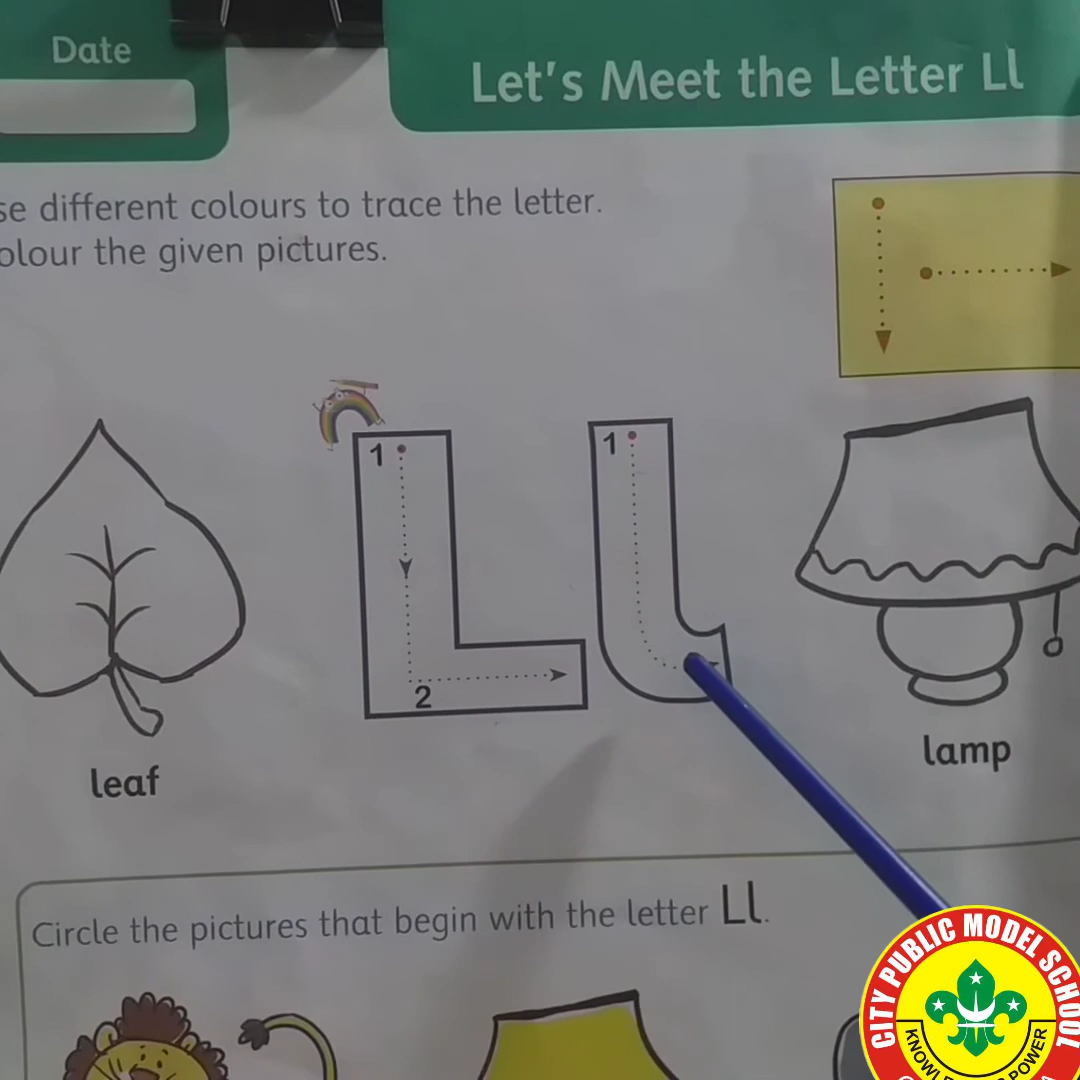 Date
Let's Meet the Letter Ll
se different colours to trace the letter.
olour the given pictures.
1
1
2
leaf
lamp
Circle the pictures that begin with the letter Ll.
CITY PUBLIC MODEL SCHOOL
POWER